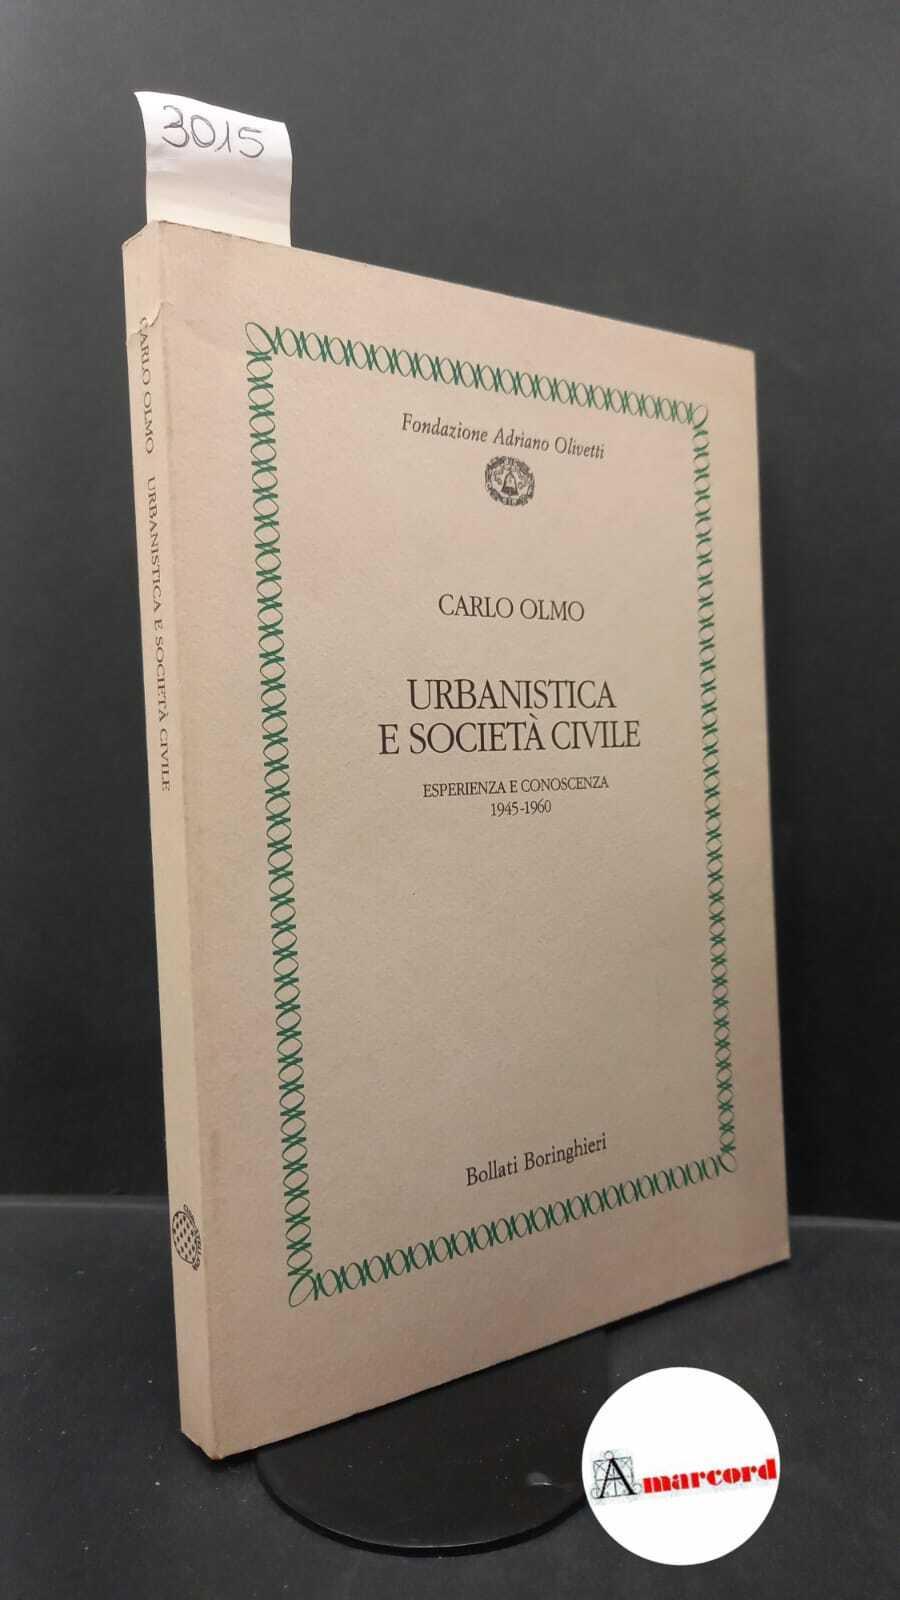 3015
CARLO OLMO URBANISTICA E SOCIETÀ CIVILE
Fondazione Adriano Olivetti
CARLO OLMO
URBANISTICA
E SOCIETÀ CIVILE
ESPERIENZA E CONOSCENZA
1945-1960
Bollati Boringhieri
Amarcord